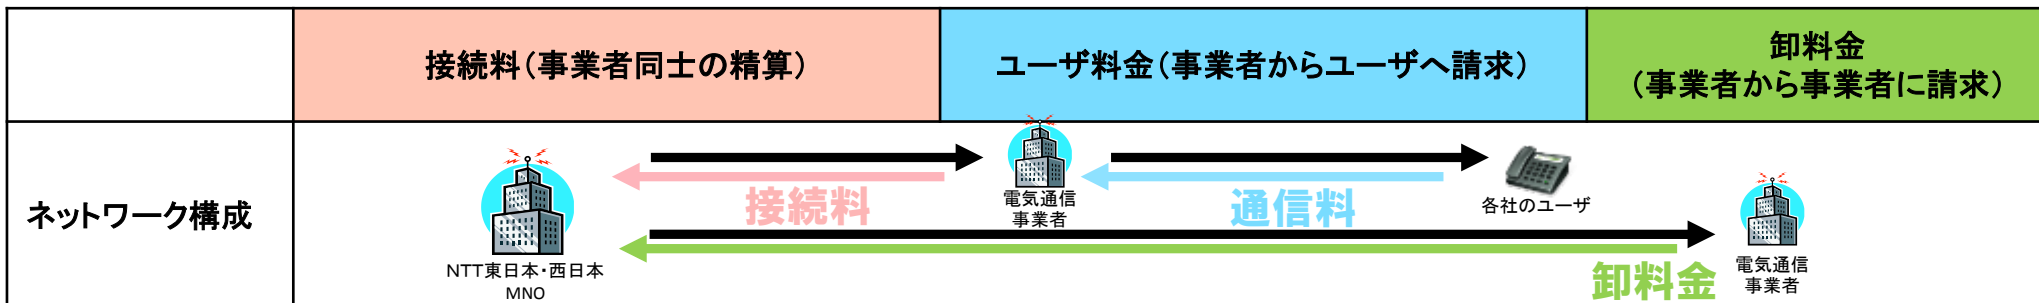 接続料（事業者同士の精算）
ユーザ料金（事業者からユーザへ請求）
卸料金
（事業者から事業者に請求）
ネットワーク構成
接続料
電気通信
事業者
通信料
各社のユーザ
NTT東日本・西日本
MNO
卸料金
電気通信
事業者